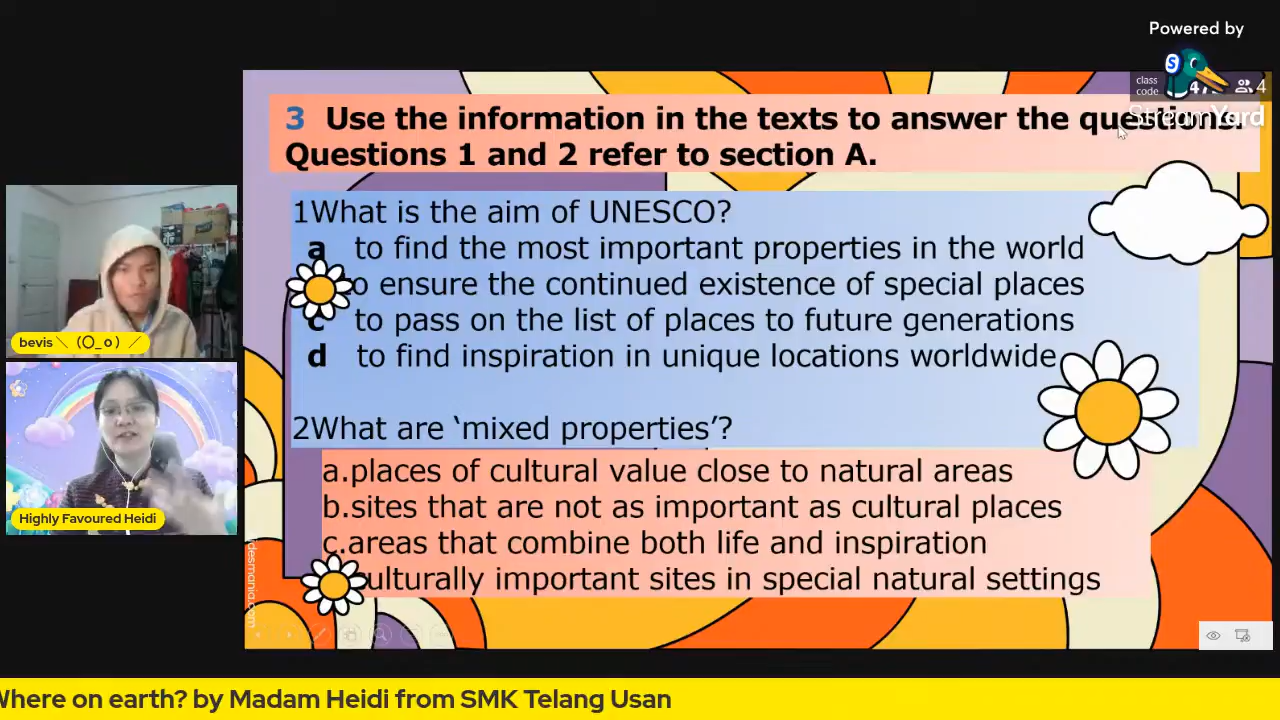 Powered by
StreamYard
class
code
4
3 Use the information in the texts to answer the questions.
Questions 1 and 2 refer to section A.
1What is the aim of UNESCO?
a to find the most important properties in the world
o ensure the continued existence of special places
c to pass on the list of places to future generations
d to find inspiration in unique locations worldwide
2What are ‘mixed properties’?
a.places of cultural value close to natural areas
b.sites that are not as important as cultural places
c.areas that combine both life and inspiration
culturally important sites in special natural settings
bevis＼（〇_ｏ）／
Highly Favoured Heidi
Where on earth? by Madam Heidi from SMK Telang Usan